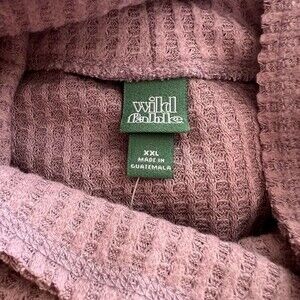 wild
fable
XXL
MADE IN
GUATEMALA